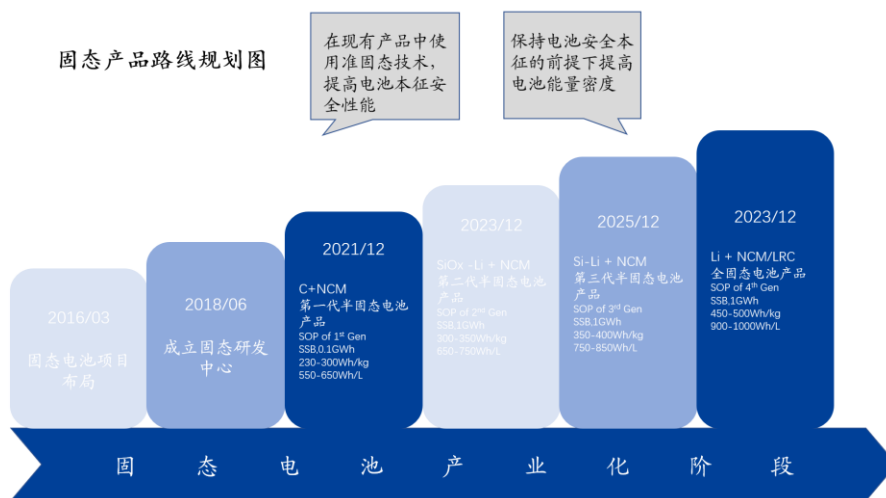 固态产品路线规划图
在现有产品中使
用准固态技术，
提高电池本征安
全性能
保持电池安全本
征的前提下提高
电池能量密度
2016/03
固态电池项目
布局
2018/06
成立固态研发
中心
2021/12
C+NCM
第一代半固态电池
产品
SOP of 1st Gen
SSB,0.1GWh
230-300Wh/kg
550-650Wh/L
2023/12
SiOx -Li + NCM
第二代半固态电池
产品
SOP of 2nd Gen
SSB,1GWh
300-350Wh/kg
650-750Wh/L
2025/12
Si-Li + NCM
第三代半固态电池
产品
SOP of 3rd Gen
SSB,1GWh
350-400Wh/kg
750-850Wh/L
2023/12
Li + NCM/LRC
全固态电池产品
SOP of 4th Gen
SSB,1GWh
450-500Wh/kg
900-1000Wh/L
固态电池产业化阶段